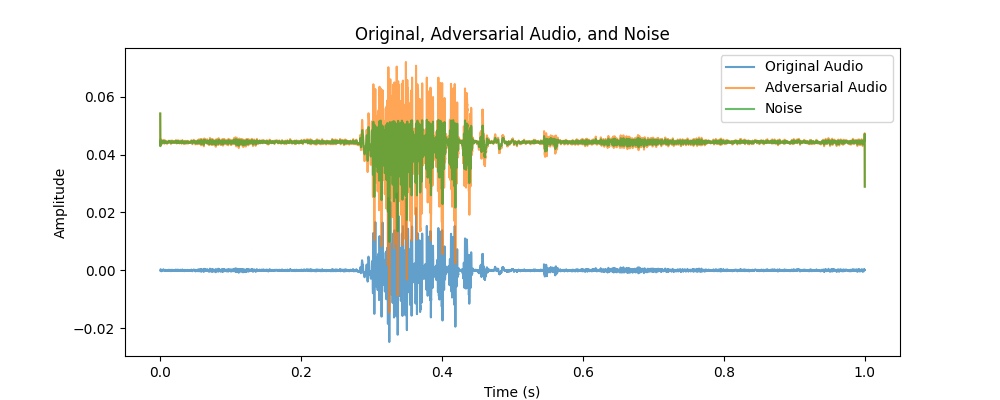 Original, Adversarial Audio, and Noise
Original Audio
Adversarial Audio
Noise
Amplitude
0.06
0.04
0.02
0.00
−0.02
0.0 0.2 0.4 0.6 0.8 1.0
Time (s)